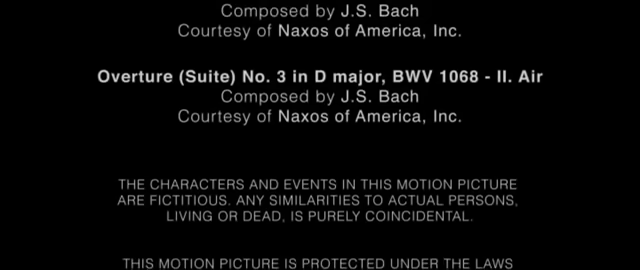 Composed by J.S. Bach
Courtesy of Naxos of America, Inc.
Overture (Suite) No. 3 in D major, BWV 1068 - II. Air
Composed by J.S. Bach
Courtesy of Naxos of America, Inc.
THE CHARACTERS AND EVENTS IN THIS MOTION PICTURE
ARE FICTITIOUS. ANY SIMILARITIES TO ACTUAL PERSONS,
LIVING OR DEAD, IS PURELY COINCIDENTAL.
THIS MOTION PICTURE IS PROTECTED UNDER THE LAWS